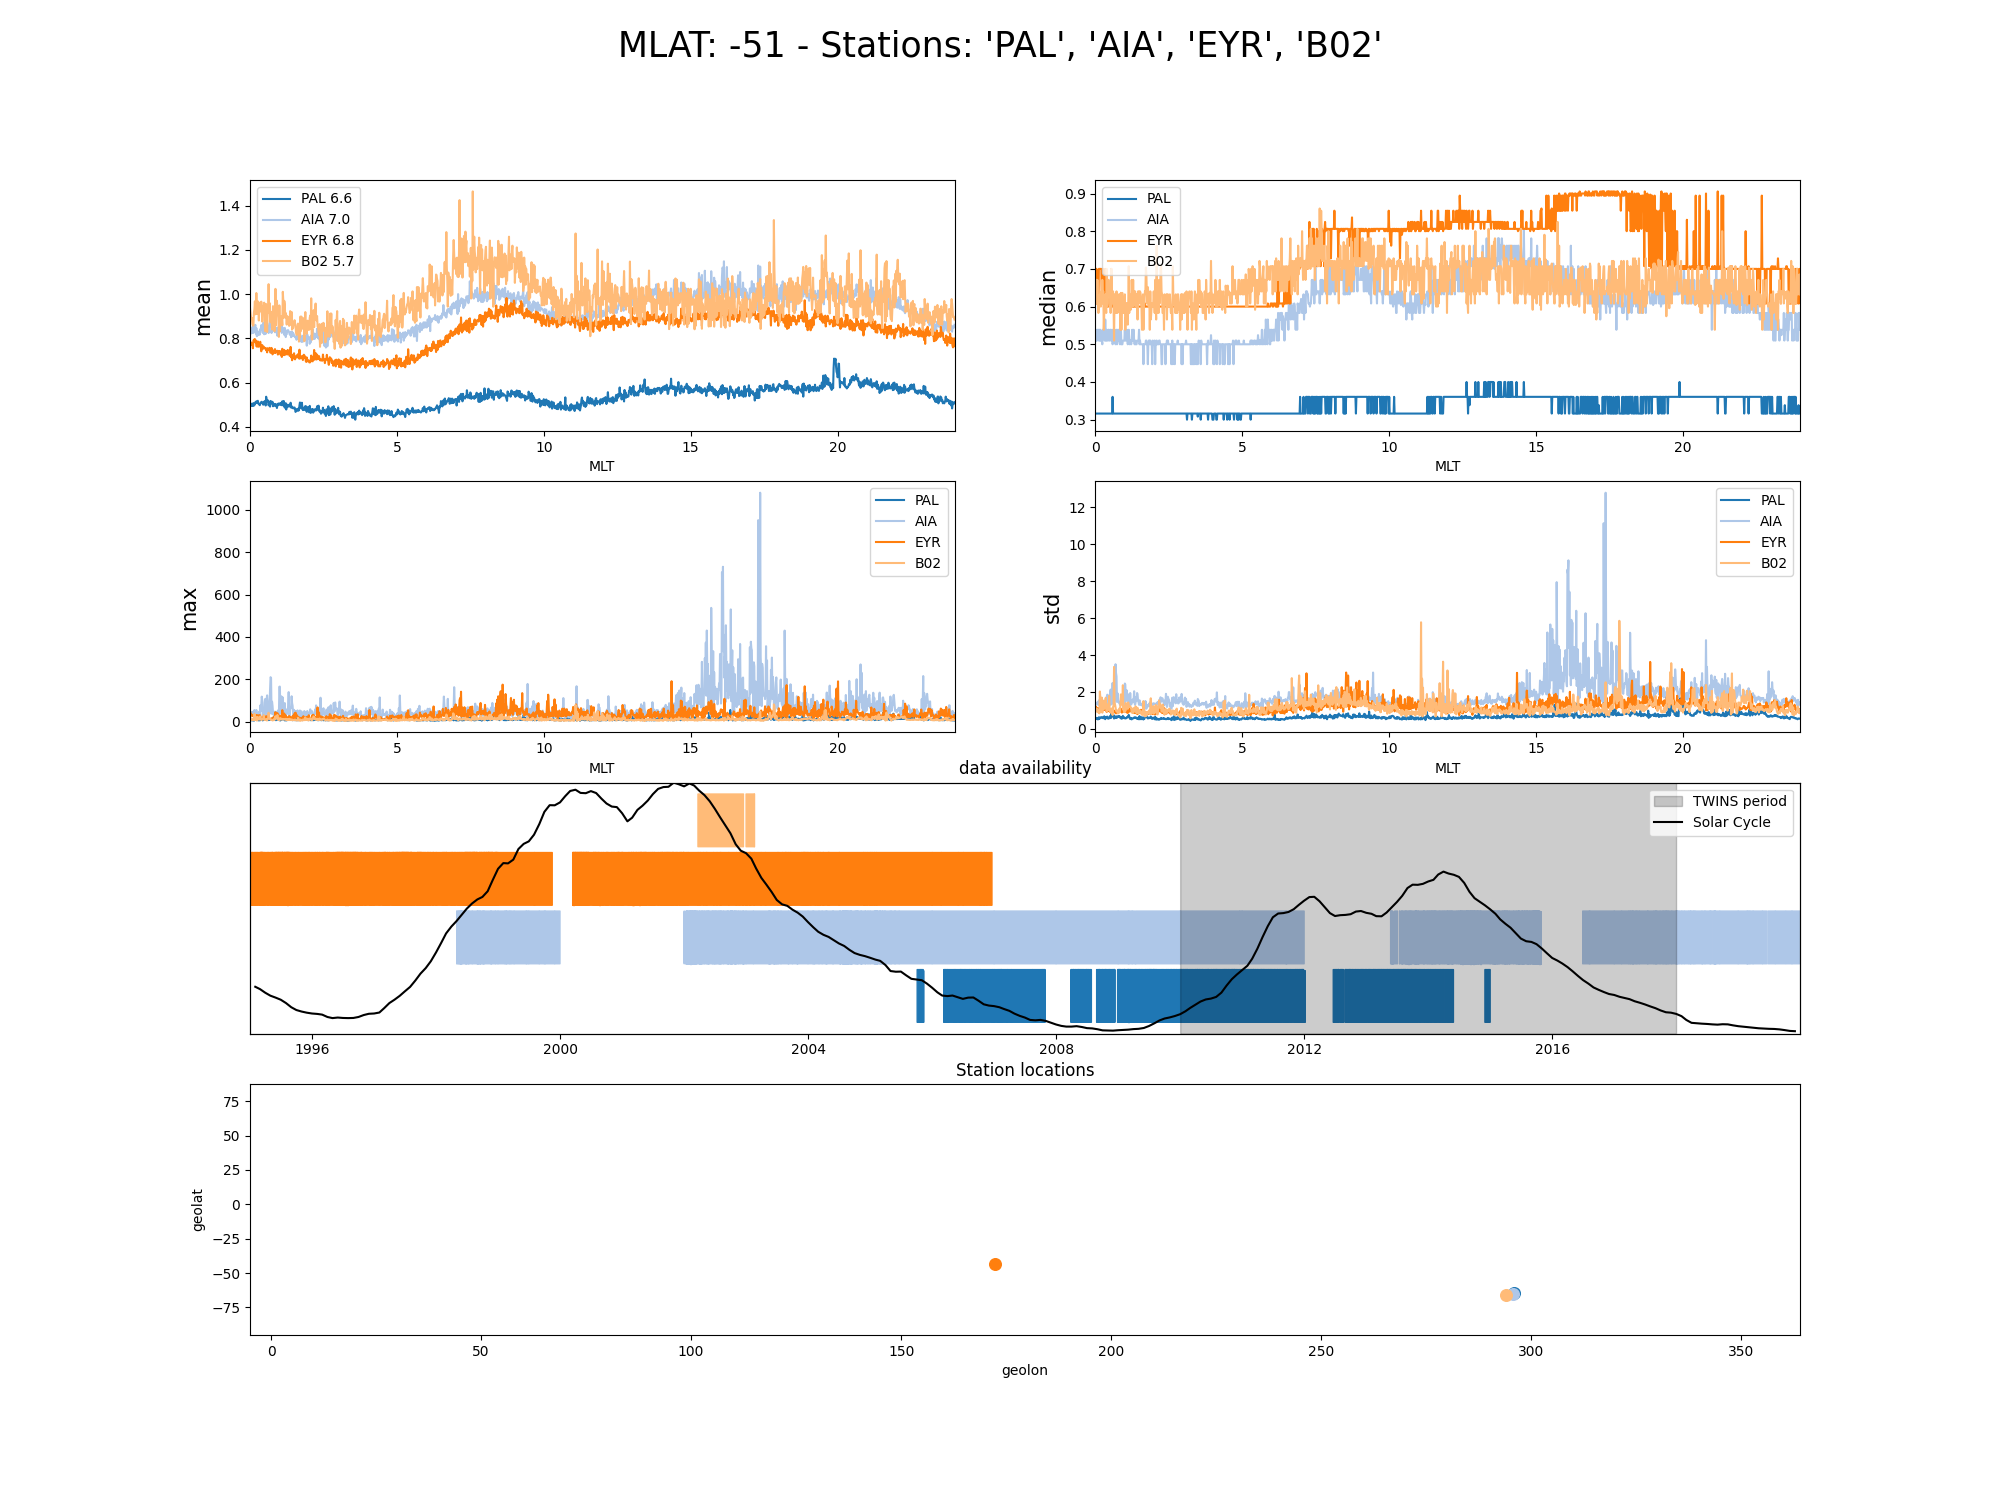 MLAT: -51 - Stations: 'PAL', 'AIA', 'EYR', 'B02'
mean
1.4
1.2
1.0
0.8
0.6
0.4
PAL 6.6
AIA 7.0
EYR 6.8
B02 5.7
0 5 10 15 20
MLT
median
0.9
0.8
0.7
0.6
0.5
0.4
0.3
PAL
AIA
EYR
B02
0 5 10 15 20
MLT
max
1000
800
600
400
200
0
PAL
AIA
EYR
B02
0 5 10 15 20
MLT
std
12
10
8
6
4
2
0
PAL
AIA
EYR
B02
0 5 10 15 20
MLT
data availability
TWINS period
Solar Cycle
1996 2000 2004 2008 2012 2016
Station locations
geolat
75
50
25
0
−25
−50
−75
0 50 100 150 200 250 300 350
geolon